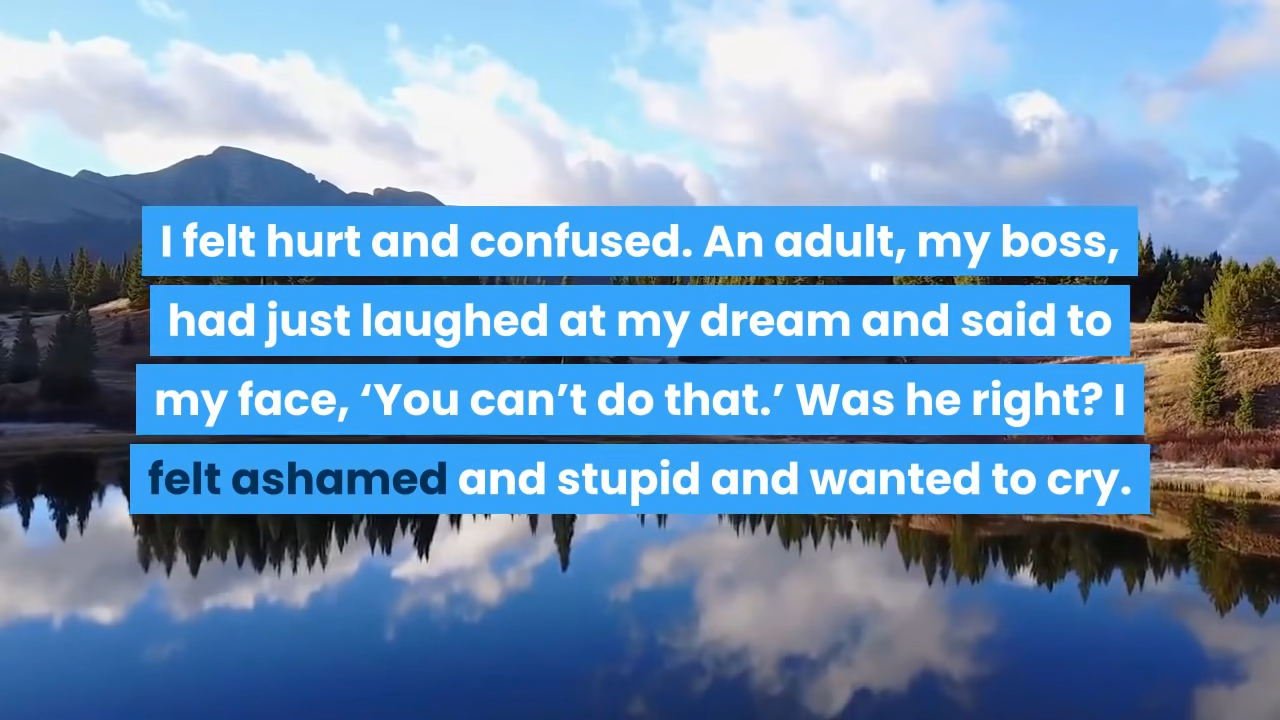 I felt hurt and confused. An adult, my boss,
had just laughed at my dream and said to
my face, ‘You can’t do that.’ Was he right? I
felt ashamed and stupid and wanted to cry.